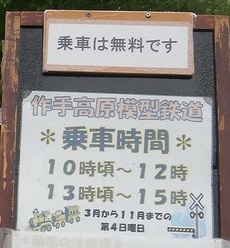 乗車は無料です
作手高原模型鉄道
＊乗車時間＊
10時頃～12時
13時頃～15時
3月から11月までの
第4日曜日